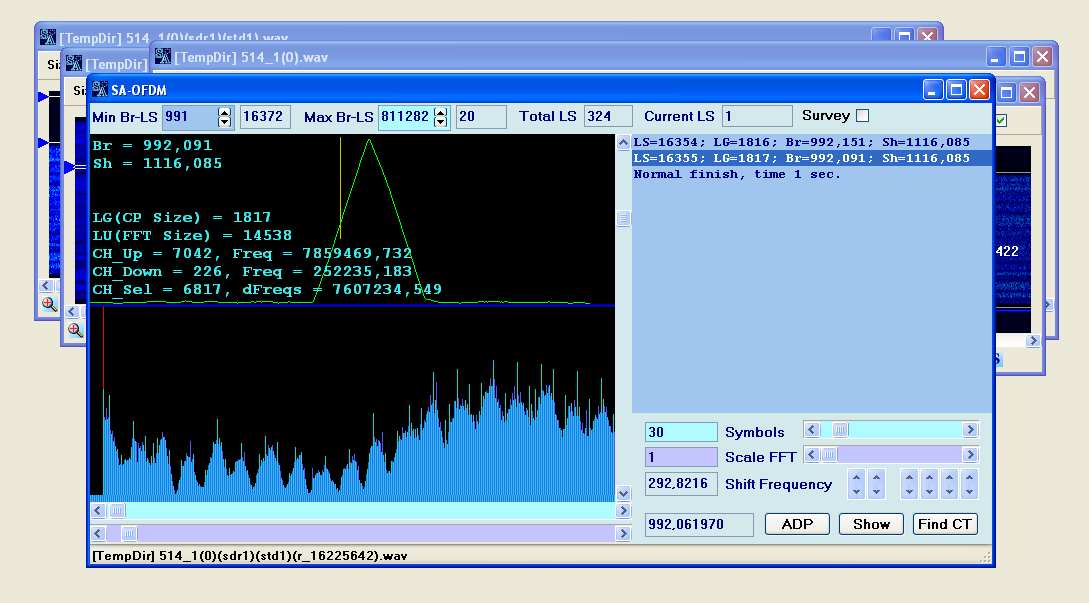 [TempDir] 514_1(0)(sdr1)(std1).wav
[TempDir]
[TempDir] 514_1(0).wav
SA-OFDM
Min Br-LS 991 16372 Max Br-LS 811282 20 Total LS 324 Current LS 1 Survey
Br = 992,091
Sh = 1116,085
LG(CP Size) = 1817
LU(FFT Size) = 14538
CH_Up = 7042, Freq = 7859469,732
CH_Down = 226, Freq = 252235,183
CH_Sel = 6817, dFreqs = 7607234,549
LS=16354; LG=1816; Br=992,151; Sh=1116,085
LS=16355; LG=1817; Br=992,091; Sh=1116,085
Normal finish, time 1 sec.
422
30 Symbols
1 Scale FFT
292,8216 Shift Frequency
992,061970 ADP Show Find CT
[TempDir] 514_1(0)(sdr1)(std1)(r_16225642).wav